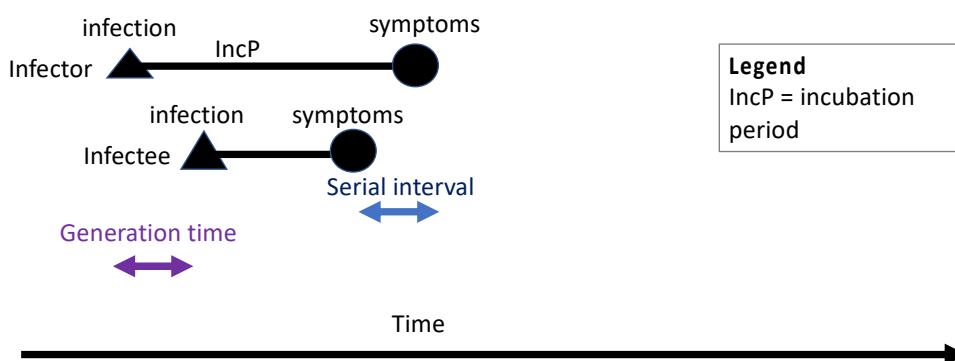 infection
symptoms
IncP
Infector
infection
symptoms
Infectee
Serial interval
Generation time
Time
Legend
IncP = incubation
period